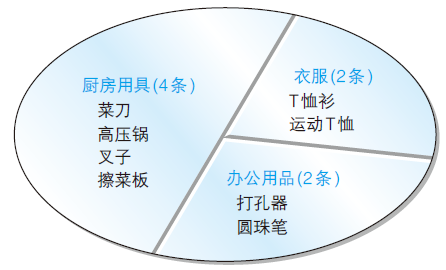 厨房用具(4条)
菜刀
高压锅
叉子
擦菜板
衣服(2条)
T恤衫
运动T恤
办公用品(2条)
打孔器
圆珠笔